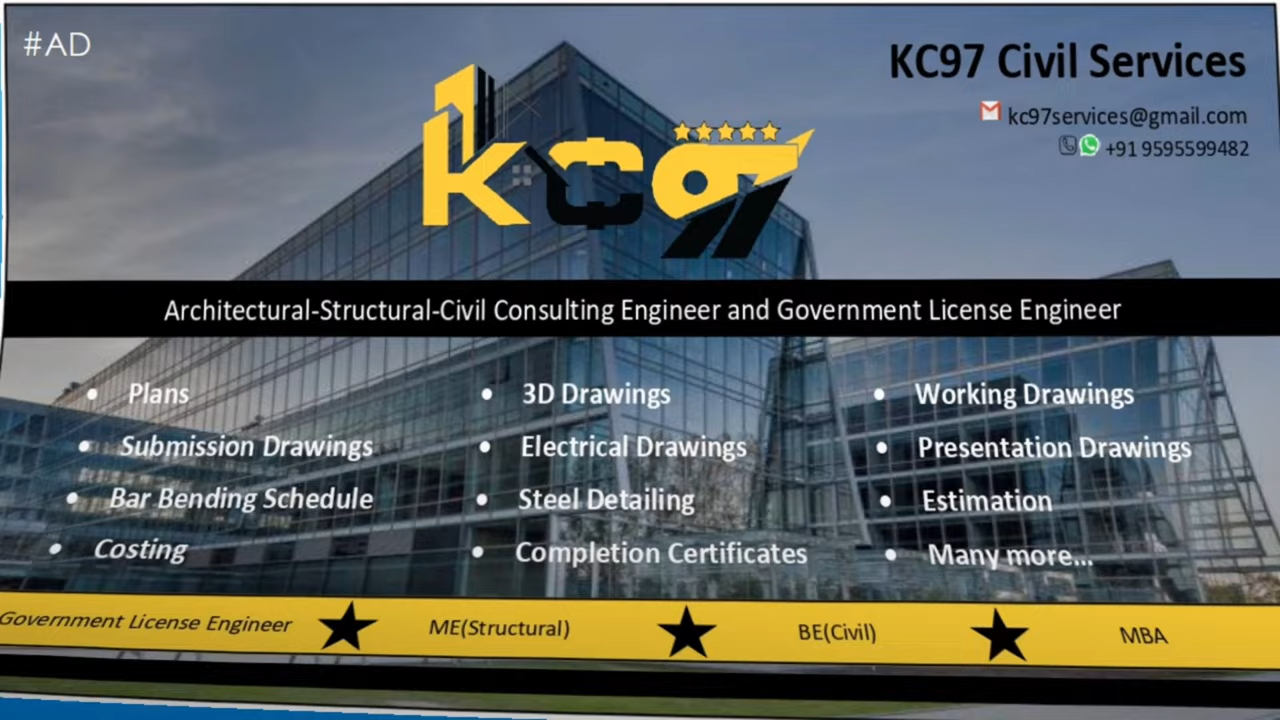 #AD
KC97 Civil Services
kc97services@gmail.com
+91 9595599482
kc97
Architectural-Structural-Civil Consulting Engineer and Government License Engineer
• Plans
• Submission Drawings
• Bar Bending Schedule
• Costing
• 3D Drawings
• Electrical Drawings
• Steel Detailing
• Completion Certificates
• Working Drawings
• Presentation Drawings
• Estimation
• Many more...
Government License Engineer ★ ME(Structural) ★ BE(Civil) ★ MBA